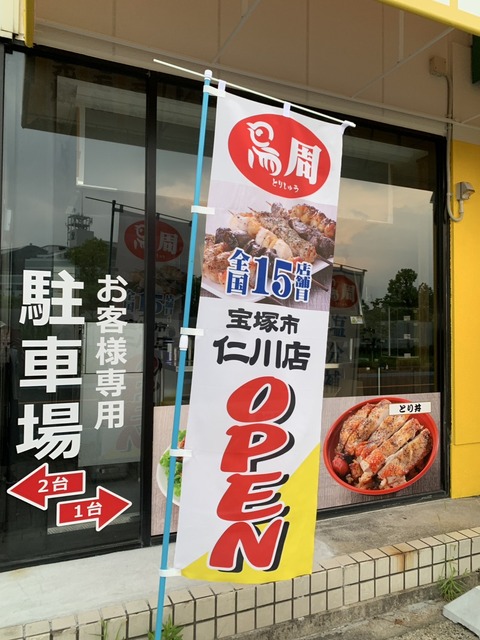 鳥周
とりしゅう
全国15店舗目
宝塚市
仁川店
OPEN
お客様専用
駐車場
2台
1台
とり丼